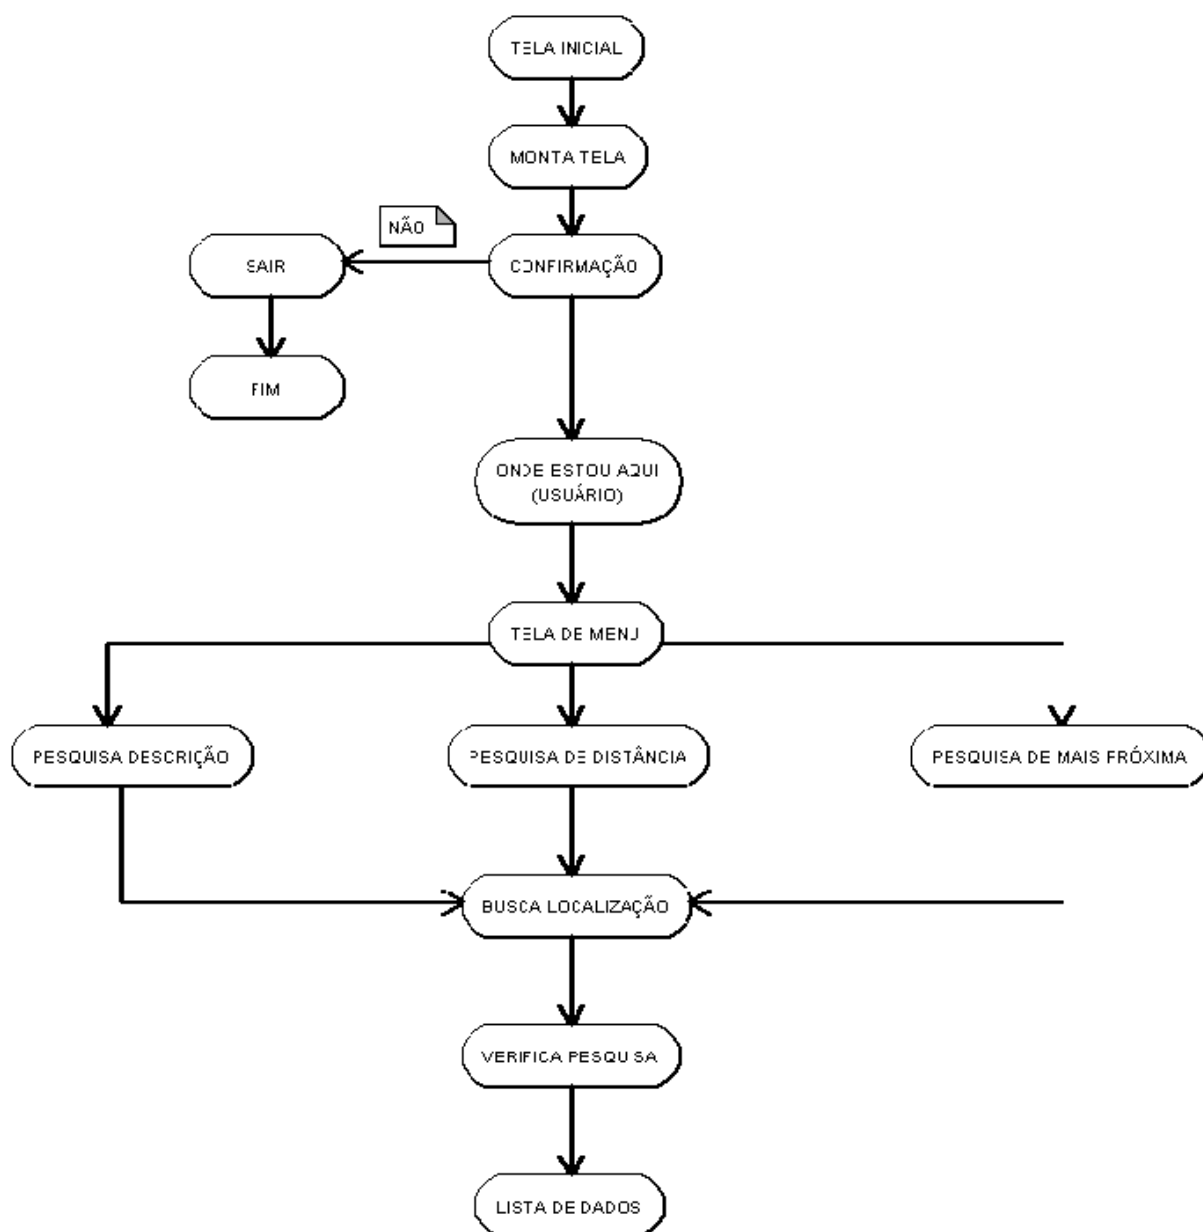 TELA INICIAL
MONTA TELA
NÃO
SAIR
CONFIRMAÇÃO
FIM
ONDE ESTOU AQUI
(USUÁRIO)
TELA DE MENU
PESQUISA DESCRIÇÃO
PESQUISA DE DISTÂNCIA
PESQUISA DE MAIS PRÓXIMA
BUSCA LOCALIZAÇÃO
VERIFICA PESQUISA
LISTA DE DADOS